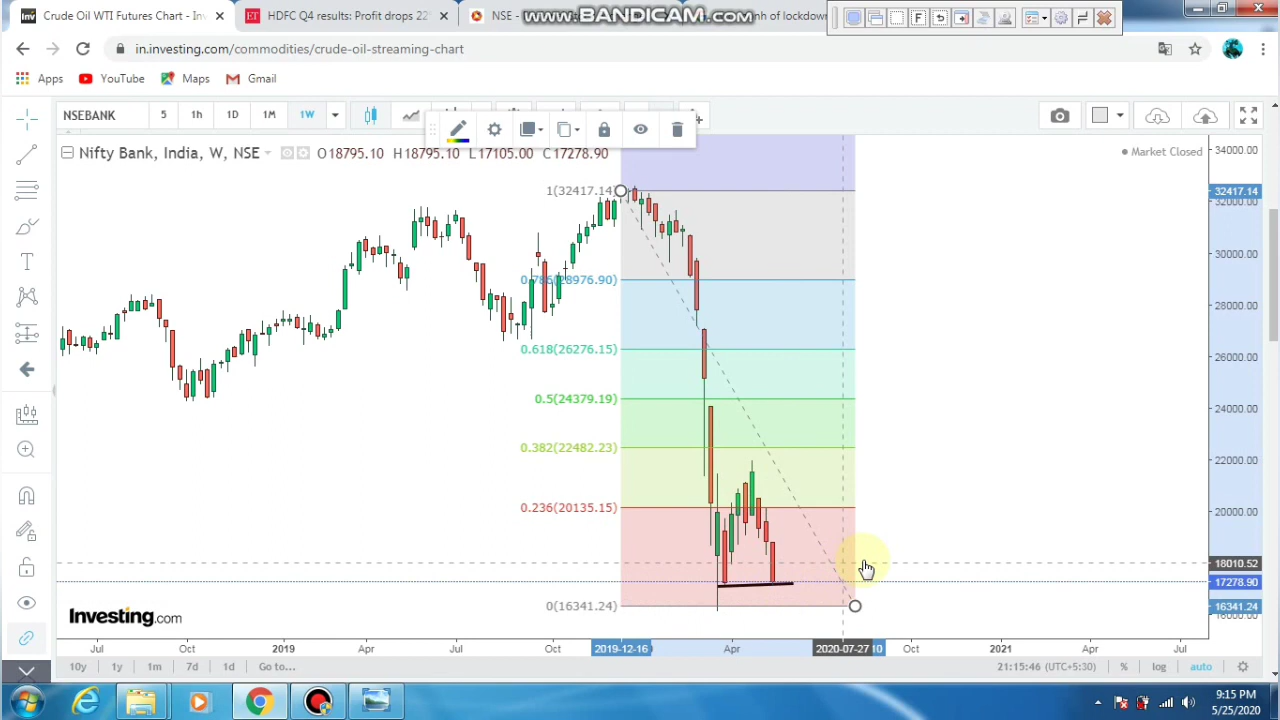 Crude Oil WTI Futures Chart - In
HDFC Q4 results: Profit drops 22
NSE -
nh of lockdown
WWW.BANDICAM.COM
F
in.investing.com/commodities/crude-oil-streaming-chart
Apps YouTube Maps Gmail
NSEBANK 5 1h 1D 1M 1W
Nifty Bank, India, W, NSE O18795.10 H18795.10 L17105.00 C17278.90
Market Closed
34000.00
1(32417.14)
32417.14
32000.00
30000.00
0.786(28976.90)
28000.00
0.618(26276.15)
26000.00
0.5(24379.19)
24000.00
0.382(22482.23)
22000.00
0.236(20135.15)
20000.00
18010.52
17278.90
0(16341.24)
16341.24
Investing.com
Jul Oct 2019 Apr Jul Oct 2019-12-16 Apr 2020-07-27 10 Oct 2021 Apr Jul
10y 1y 1m 7d 1d Go to... 21:15:46 (UTC+5:30) % log auto
9:15 PM
5/25/2020